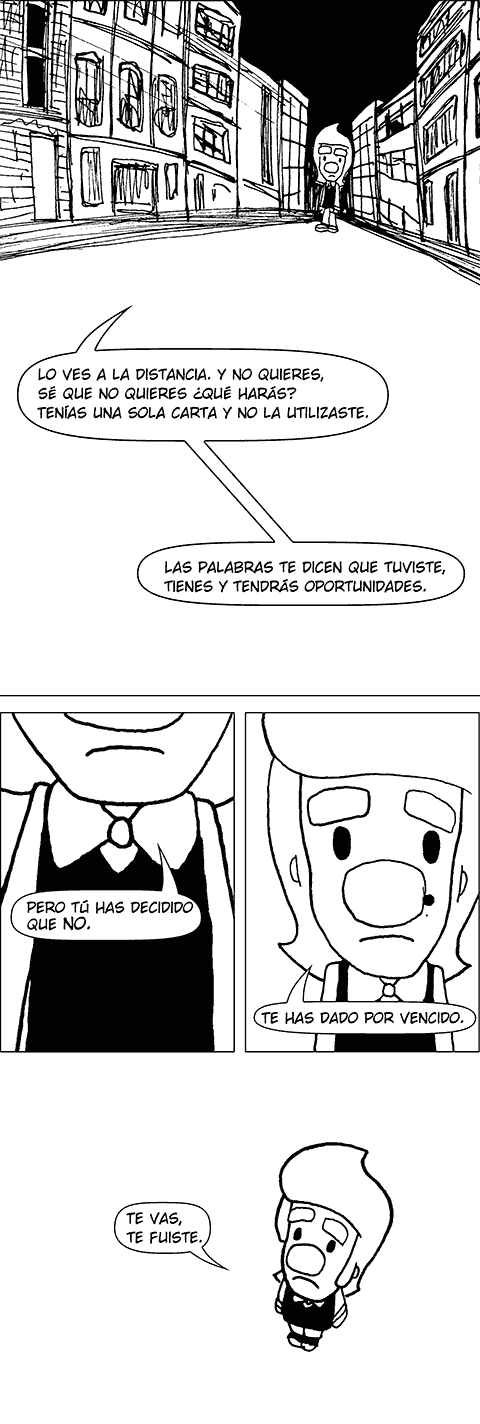 LO VES A LA DISTANCIA. Y NO QUIERES,
SÉ QUE NO QUIERES ¿QUÉ HARÁS?
TENÍAS UNA SOLA CARTA Y NO LA UTILIZASTE.
LAS PALABRAS TE DICEN QUE TUVISTE,
TIENES Y TENDRÁS OPORTUNIDADES.
PERO TÚ HAS DECIDIDO
QUE NO.
TE HAS DADO POR VENCIDO.
TE VAS,
TE FUISTE.